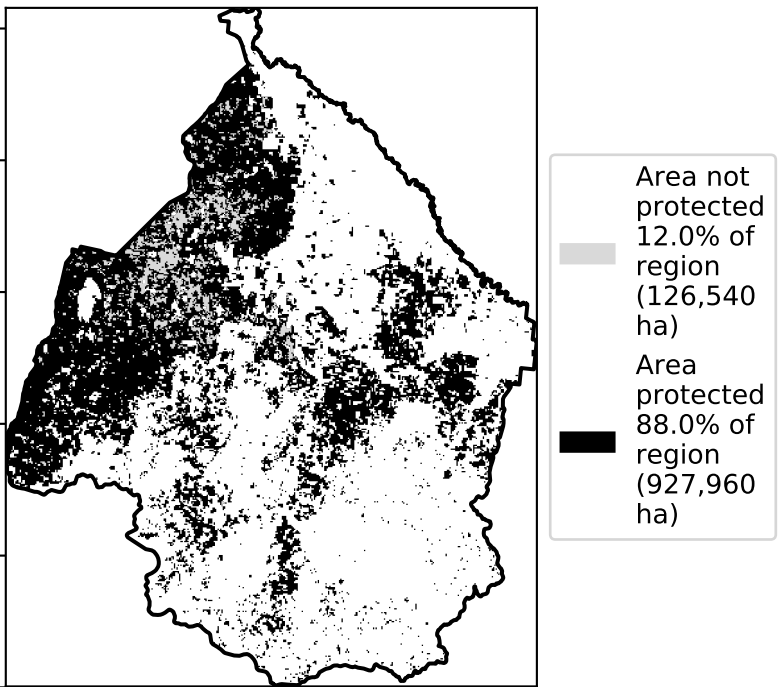 Area not
protected
12.0% of
region
(126,540
ha)
Area
protected
88.0% of
region
(927,960
ha)